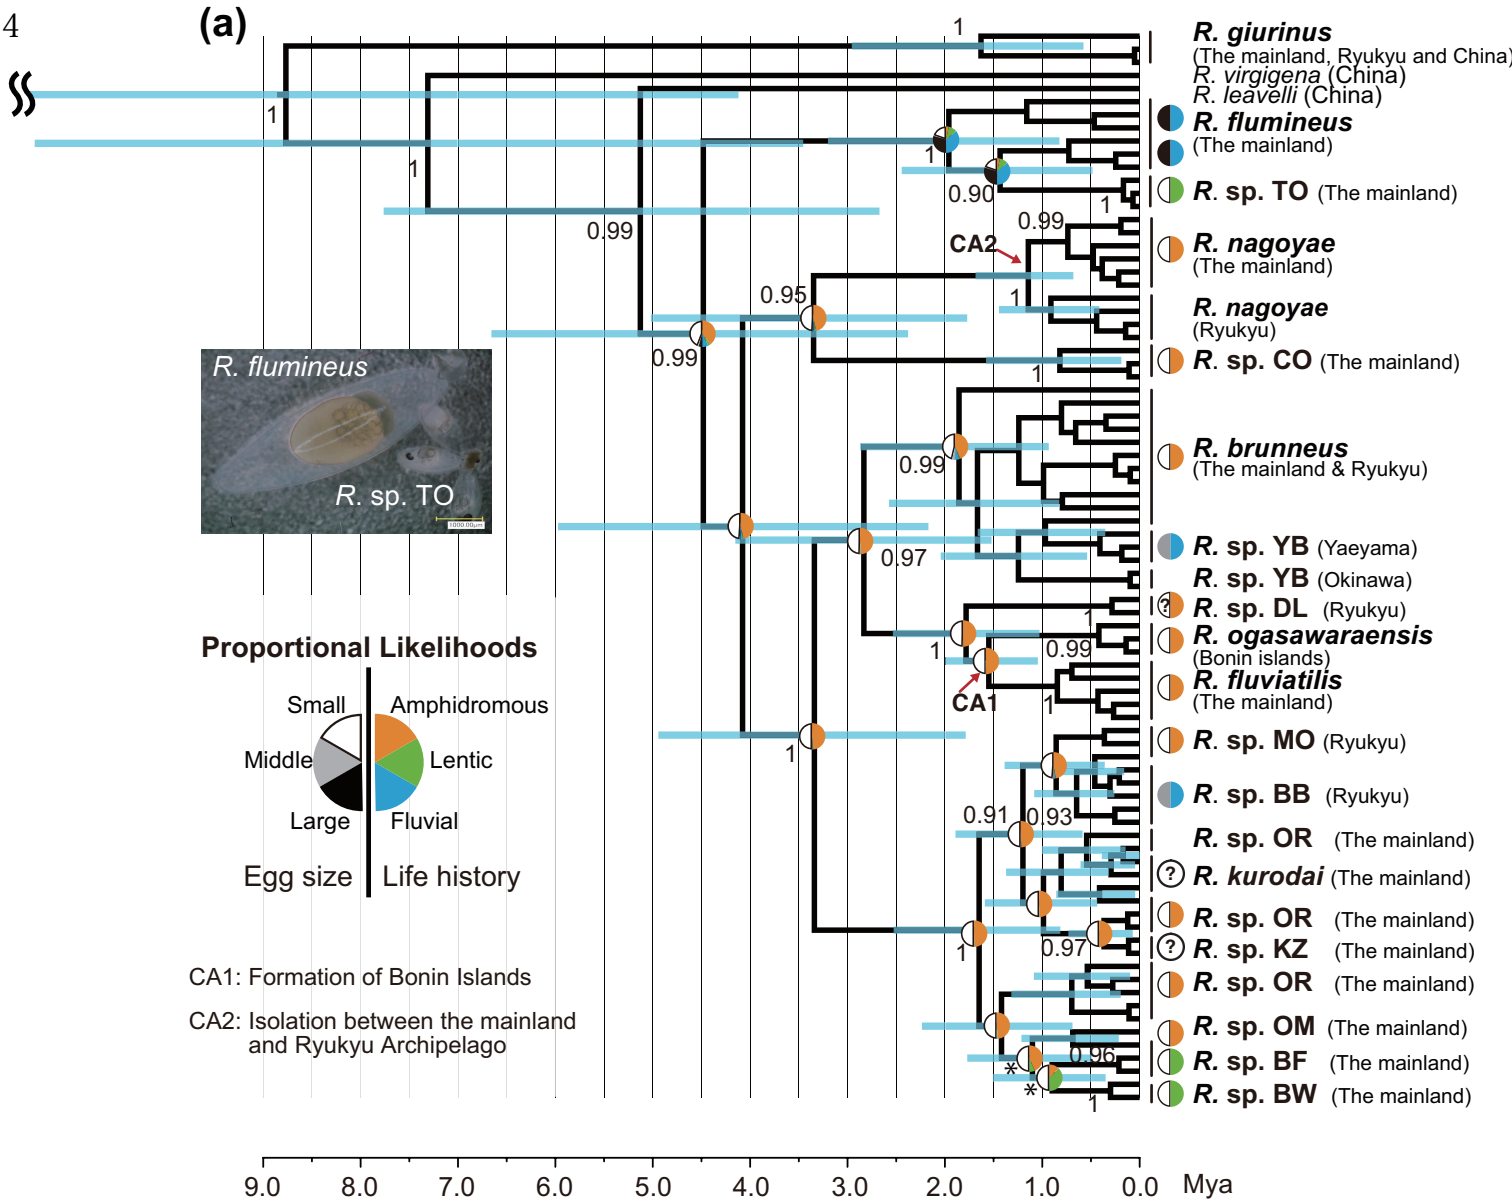 4
(a)
1
R. giurinus
(The mainland, Ryukyu and China)
R. virgigena (China)
R. leavelli (China)
1
R. flumineus
(The mainland)
1
1
0.90
1
R. sp. TO (The mainland)
0.99
0.99
CA2
R. nagoyae
(The mainland)
0.95
1
R. nagoyae
(Ryukyu)
0.99
1
R. sp. CO (The mainland)
R. flumineus
R. sp. TO
1000.00µm
0.99
R. brunneus
(The mainland & Ryukyu)
0.97
R. sp. YB (Yaeyama)
R. sp. YB (Okinawa)
1
? R. sp. DL (Ryukyu)
1
0.99
R. ogasawaraensis
(Bonin islands)
CA1
1
R. fluviatilis
(The mainland)
1
R. sp. MO (Ryukyu)
R. sp. BB (Ryukyu)
0.91
0.93
R. sp. OR (The mainland)
? R. kurodai (The mainland)
R. sp. OR (The mainland)
1
0.97
? R. sp. KZ (The mainland)
R. sp. OR (The mainland)
R. sp. OM (The mainland)
*
0.96
R. sp. BF (The mainland)
*
1
R. sp. BW (The mainland)
Proportional Likelihoods
Small
Amphidromous
Middle
Lentic
Large
Fluvial
Egg size
Life history
CA1: Formation of Bonin Islands
CA2: Isolation between the mainland
and Ryukyu Archipelago
9.0 8.0 7.0 6.0 5.0 4.0 3.0 2.0 1.0 0.0 Mya